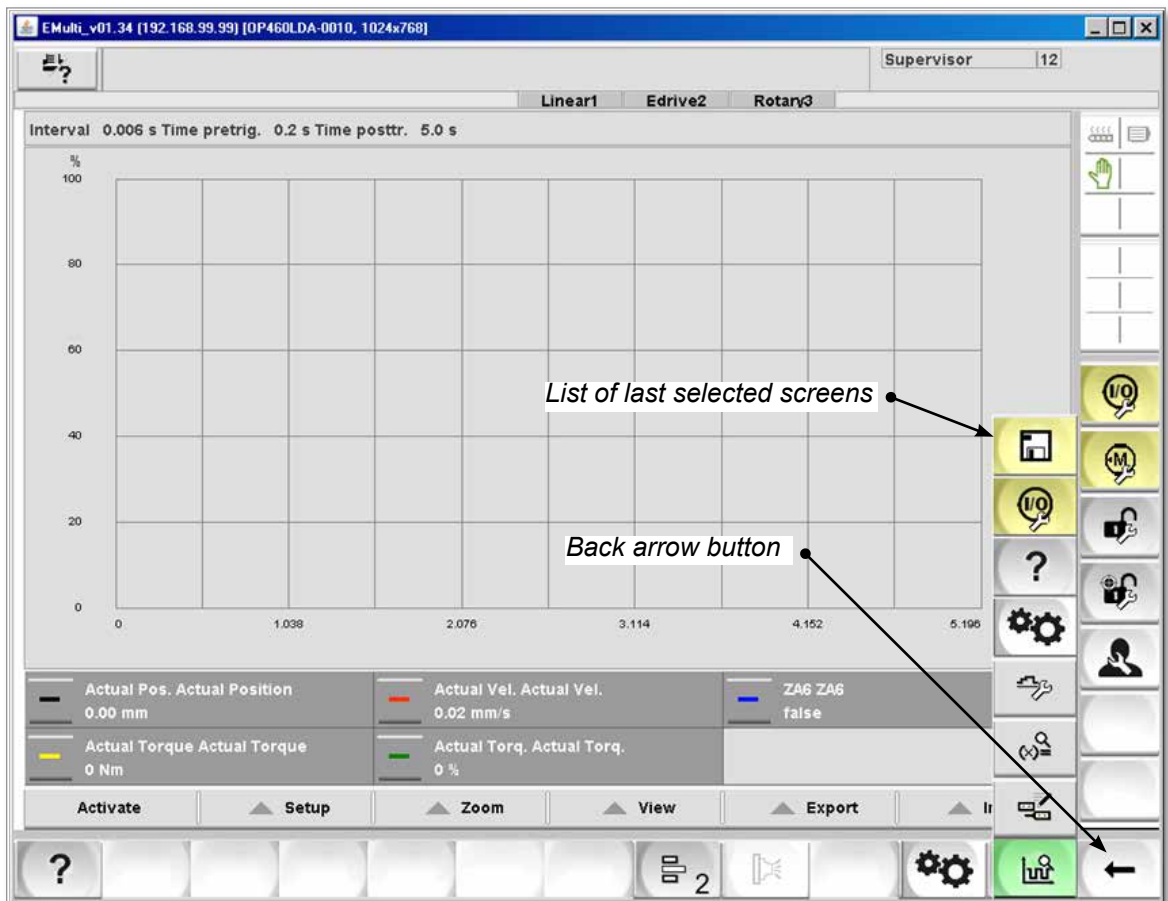 EMulti_v01.34 (192.168.99.99) [OP460LDA-0010, 1024x768]
?
Supervisor 12
Linear1 Edrive2 Rotary3
Interval 0.006 s Time pretrig. 0.2 s Time posttr. 5.0 s
%
100
80
60
List of last selected screens
I/O
40
M
I/O
20
Back arrow button
?
0
0 1.038 2.076 3.114 4.152 5.196
Actual Pos. Actual Position
0.00 mm
Actual Vel. Actual Vel.
0.02 mm/s
ZA6 ZA6
false
(x)=
Actual Torque Actual Torque
0 Nm
Actual Torq. Actual Torq.
0 %
Activate Setup Zoom View Export
? 2